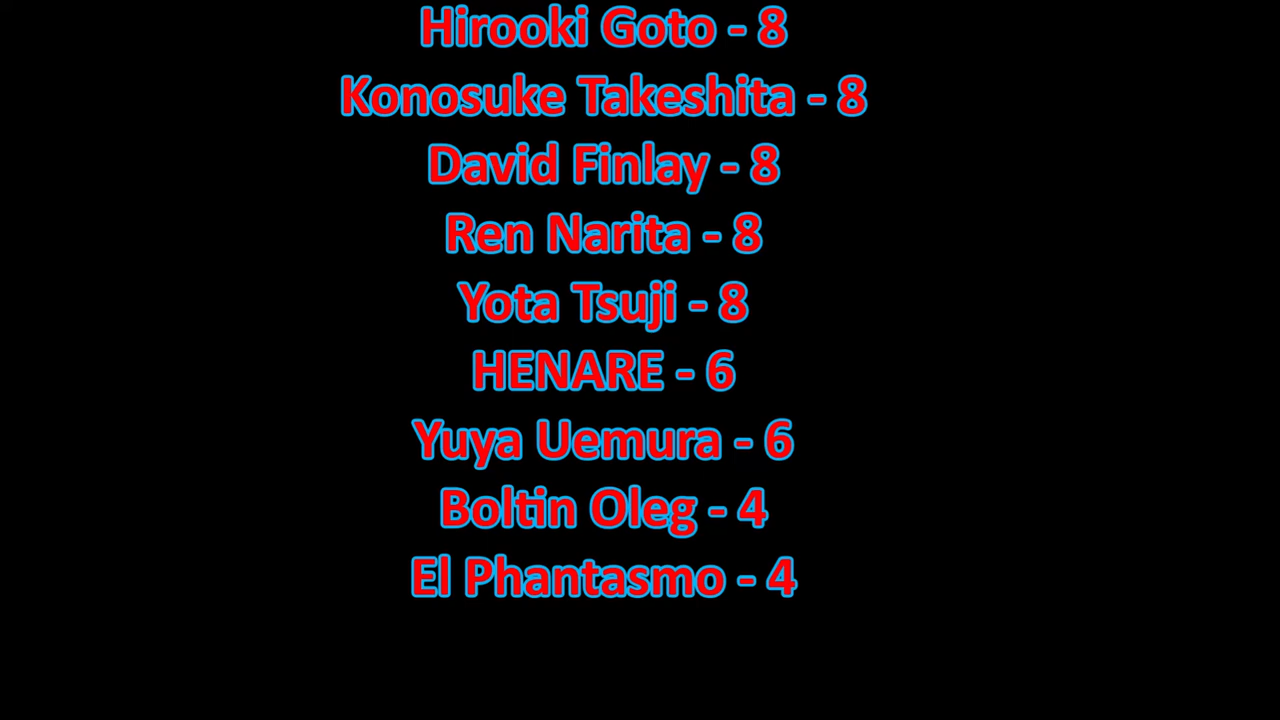 Hirooki Goto - 8
Konosuke Takeshita - 8
David Finlay - 8
Ren Narita - 8
Yota Tsuji - 8
HENARE - 6
Yuya Uemura - 6
Boltin Oleg - 4
El Phantasmo - 4